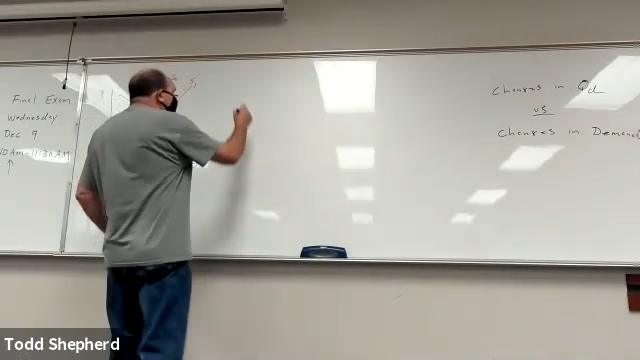 Final Exam
Wednesday
Dec 9
10 Am-11:30 AM
P
S,
Changes in Qd
vs
Changes in Demand
Todd Shepherd